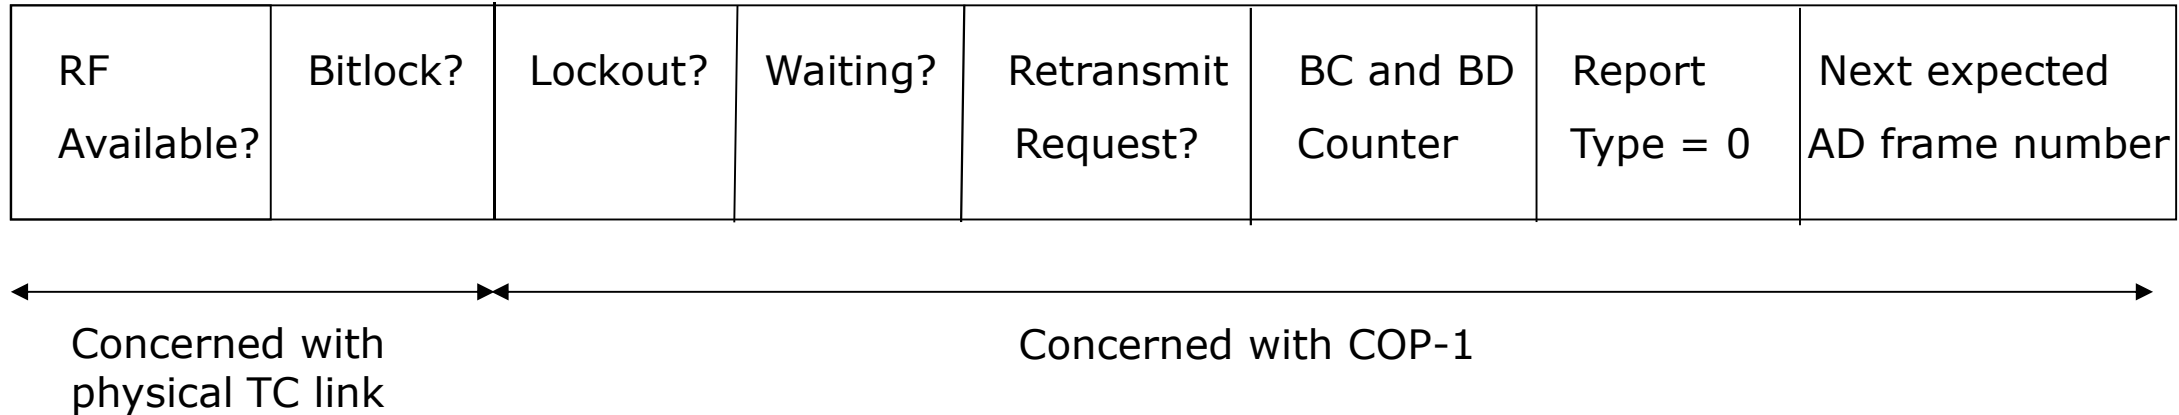 RF
Available?
Bitlock?
Lockout?
Waiting?
Retransmit
Request?
BC and BD
Counter
Report
Type = 0
Next expected
AD frame number
Concerned with
physical TC link
Concerned with COP-1